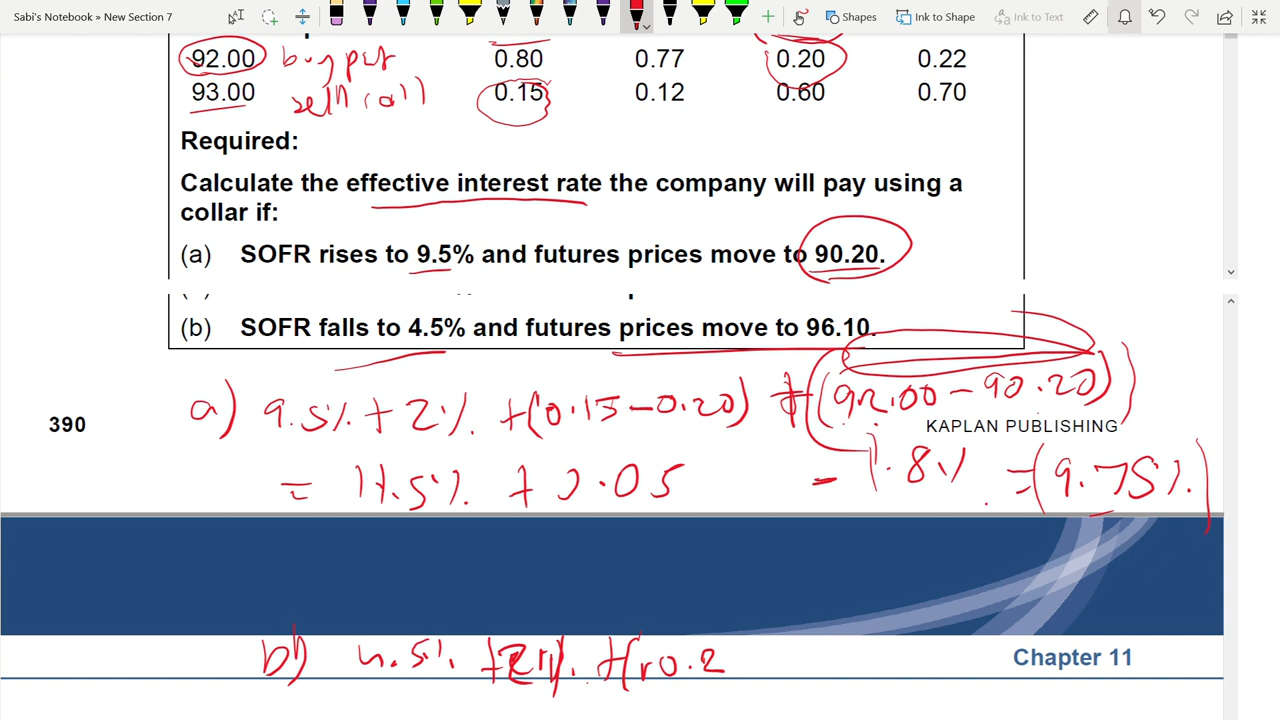 Sabi's Notebook » New Section 7
Shapes Ink to Shape Ink to Text
92.00 buy put 0.80 0.77 0.20 0.22
93.00 sell call 0.15 0.12 0.60 0.70
Required:
Calculate the effective interest rate the company will pay using a
collar if:
(a) SOFR rises to 9.5% and futures prices move to 90.20.
(b) SOFR falls to 4.5% and futures prices move to 96.10.
a) 9.5% + 2% + (0.15 - 0.20) + (92.00 - 90.20)
390
KAPLAN PUBLISHING
= 11.5% + 0.05 - 1.8% = (9.75%)
b) 4.5% + 2% + (0.2
Chapter 11